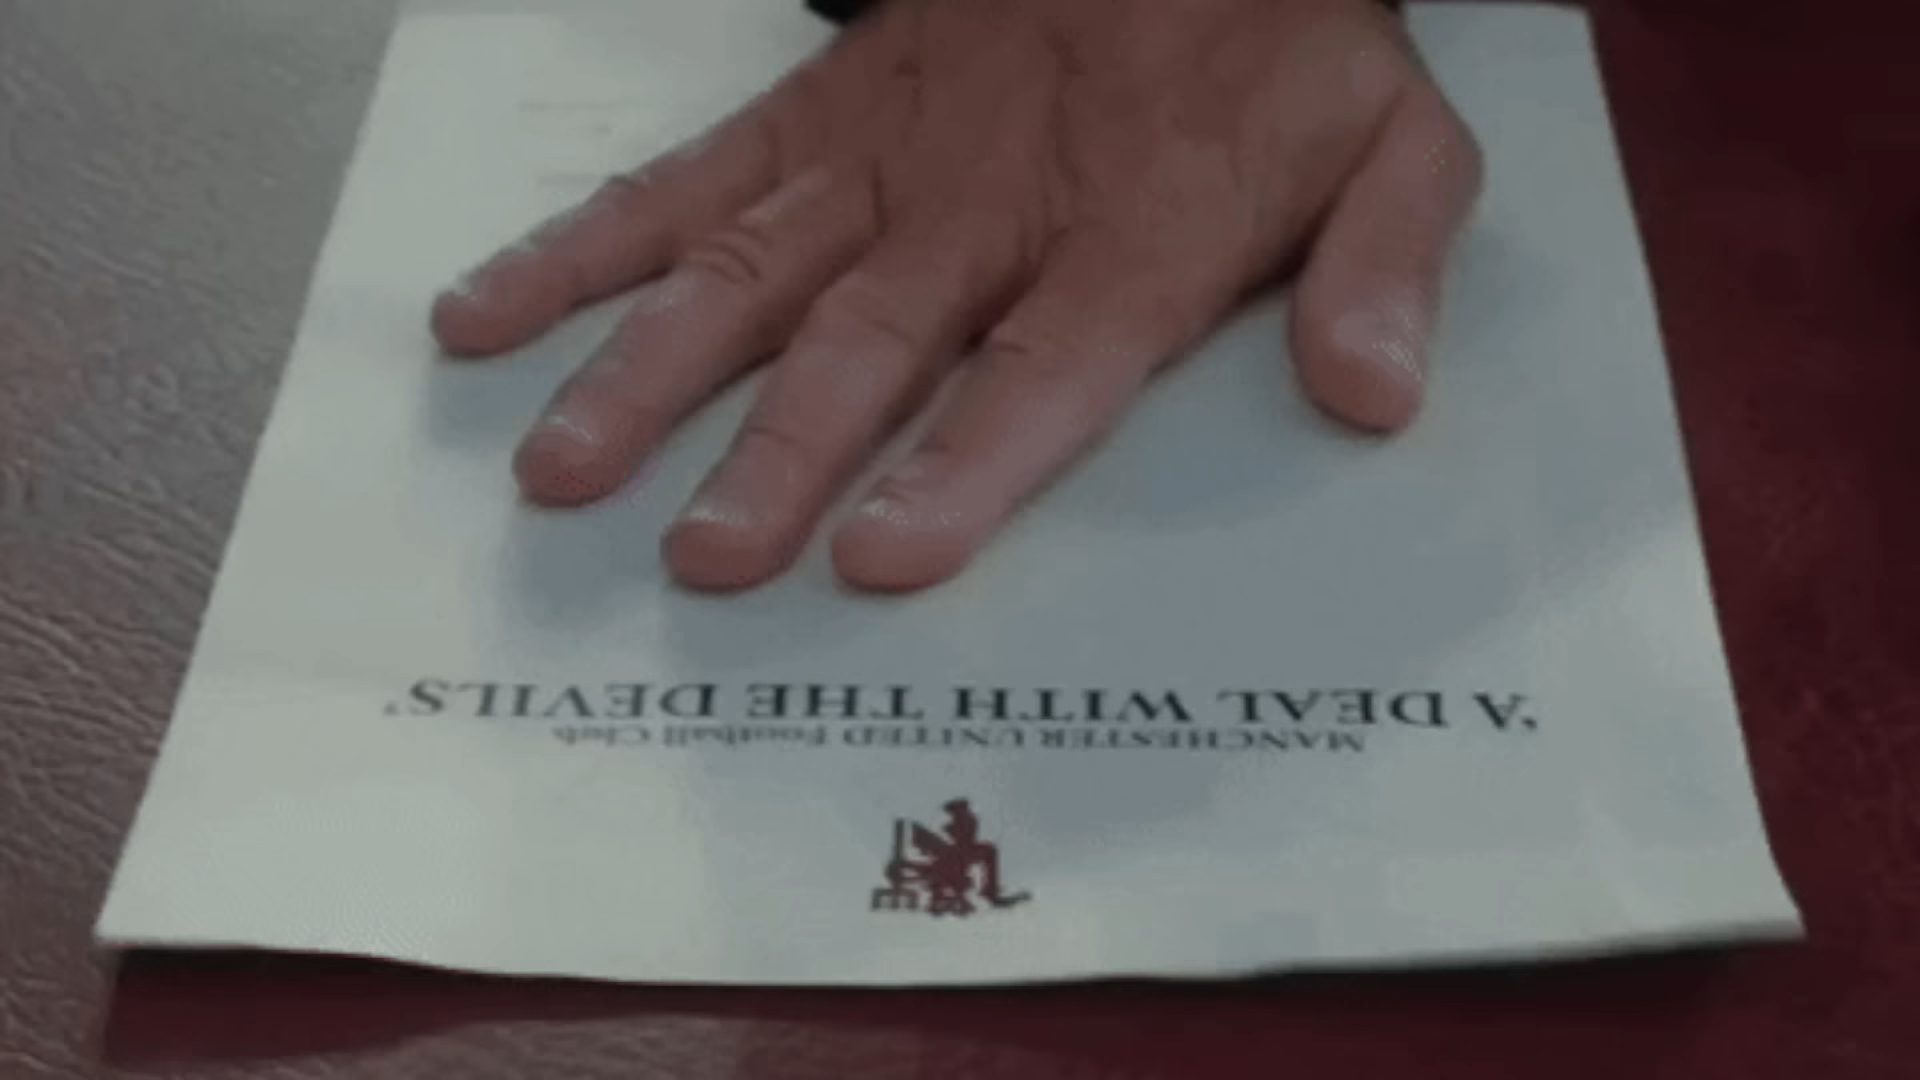 MANCHESTER UNITED Football Club
'A DEAL WITH THE DEVILS'